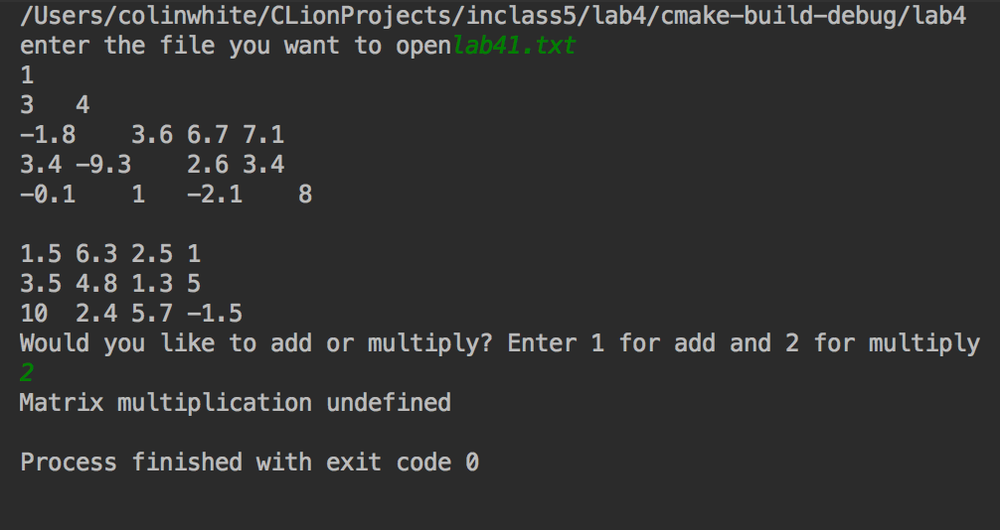 /Users/colinwhite/CLionProjects/inclass5/lab4/cmake-build-debug/lab4
enter the file you want to openlab41.txt
1
3   4
-1.8    3.6 6.7 7.1
3.4 -9.3    2.6 3.4
-0.1    1   -2.1    8

1.5 6.3 2.5 1
3.5 4.8 1.3 5
10  2.4 5.7 -1.5
Would you like to add or multiply? Enter 1 for add and 2 for multiply
2
Matrix multiplication undefined

Process finished with exit code 0